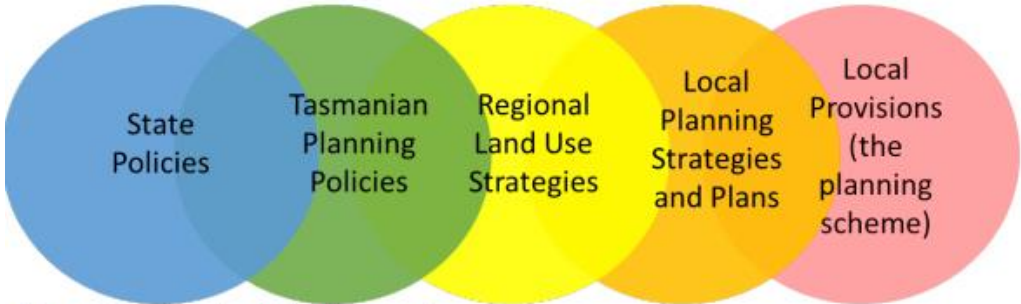 State
Policies
Tasmanian
Planning
Policies
Regional
Land Use
Strategies
Local
Planning
Strategies
and Plans
Local
Provisions
(the
planning
scheme)